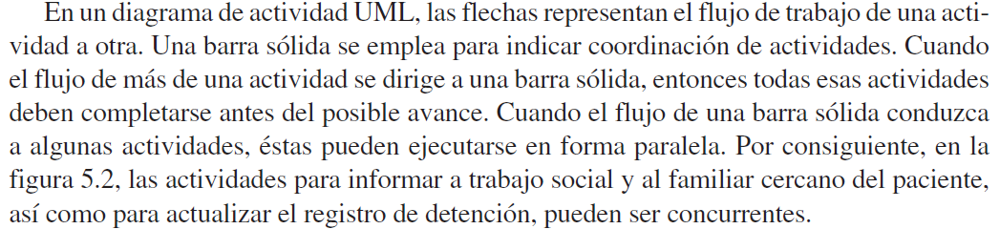 En un diagrama de actividad UML, las flechas representan el flujo de trabajo de una acti-
vidad a otra. Una barra sólida se emplea para indicar coordinación de actividades. Cuando
el flujo de más de una actividad se dirige a una barra sólida, entonces todas esas actividades
deben completarse antes del posible avance. Cuando el flujo de una barra sólida conduzca
a algunas actividades, éstas pueden ejecutarse en forma paralela. Por consiguiente, en la
figura 5.2, las actividades para informar a trabajo social y al familiar cercano del paciente,
así como para actualizar el registro de detención, pueden ser concurrentes.